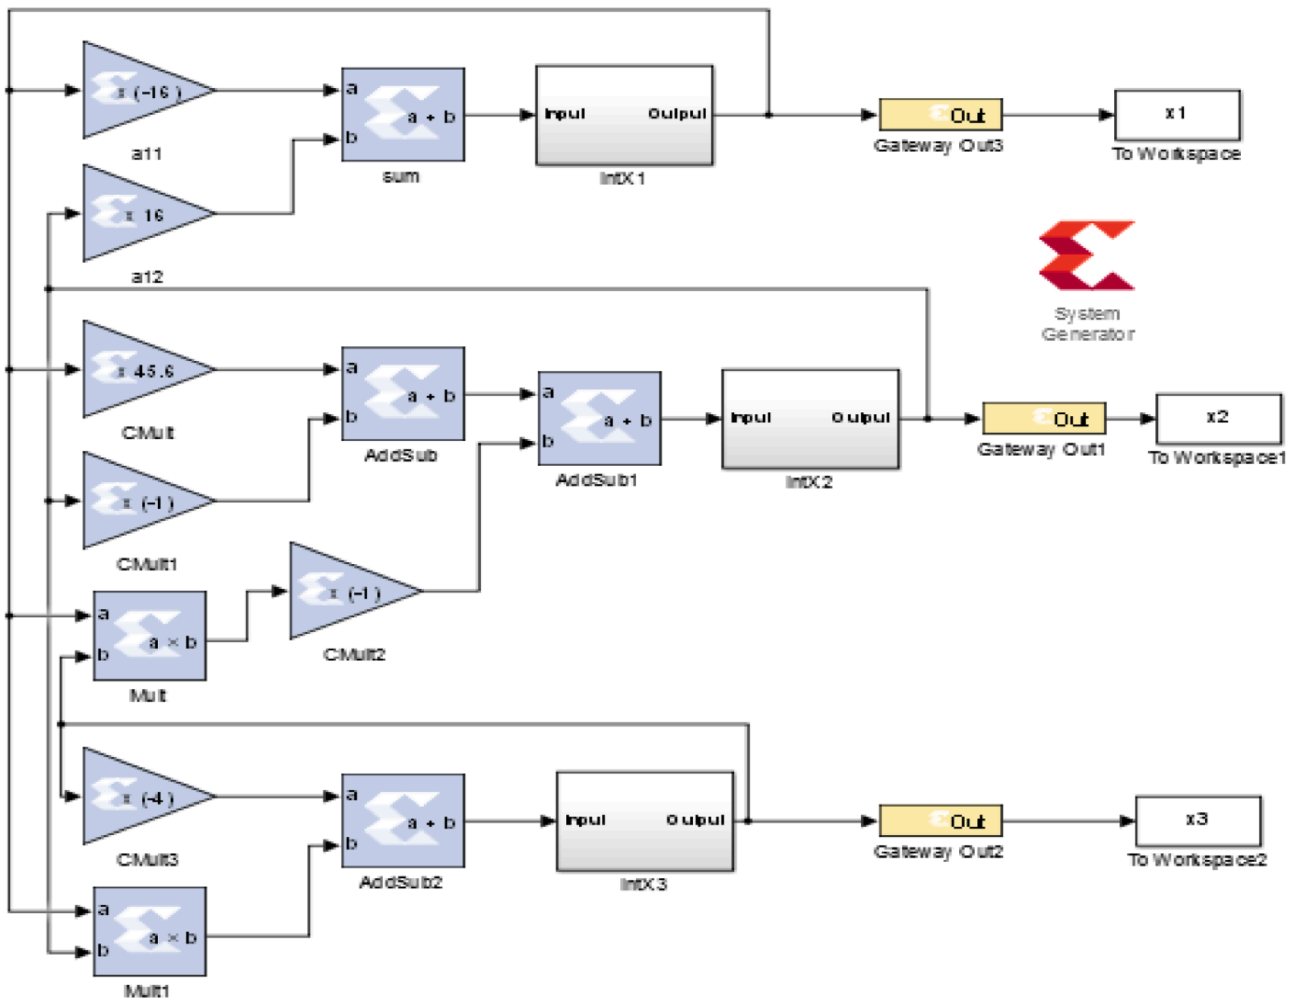 x (-16)
a11
a
b
a + b
sum
Input Output
IntX1
Out
Gateway Out3
x1
To Workspace
x 16
a12
System
Generator
x 45.6
CMult
a
b
a + b
AddSub
a
b
a + b
AddSub1
Input Output
IntX2
Out
Gateway Out1
x2
To Workspace1
x (-1)
CMult1
x (-1)
CMult2
a
b
a × b
Mult
x (-4)
CMult3
a
b
a + b
AddSub2
Input Output
IntX3
Out
Gateway Out2
x3
To Workspace2
a
b
a × b
Mult1